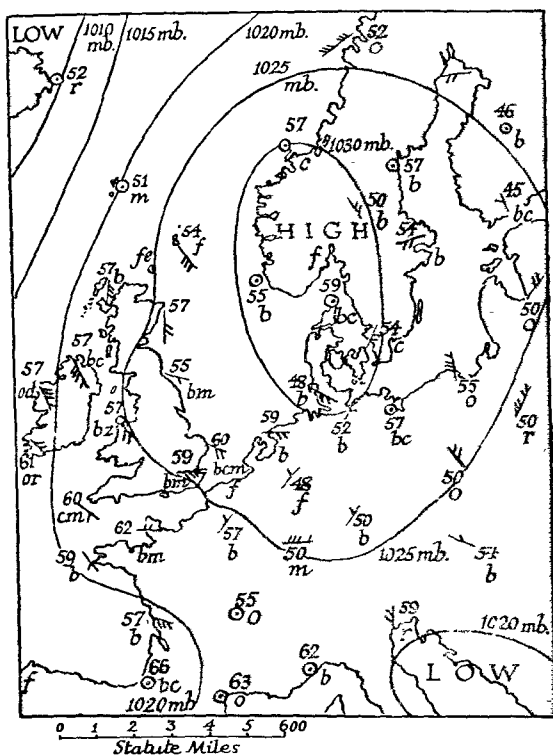 LOW
1010 mb.
1015 mb.
1020 mb.
52
O
1025 mb.
52
r
46
b
57
c
1030 mb.
57
b
51
m
50
b
45
bc
54
f
HIGH
f
54
b
fe
57
b
55
b
59
bc
50
O
57
57
bc
54
c
57
od
55
bm
48
b
55
O
57
bz
59
b
52
b
57
bc
50
r
61
or
60
bcm
59
bm
f
48
f
50
O
60
cm
62
bm
57
b
50
m
50
b
1025 mb.
54
b
59
b
55
O
59
1020 mb.
57
b
62
b
LOW
f
66
bc
63
O
1020 mb.
0 1 2 3 4 5 600
Statute Miles